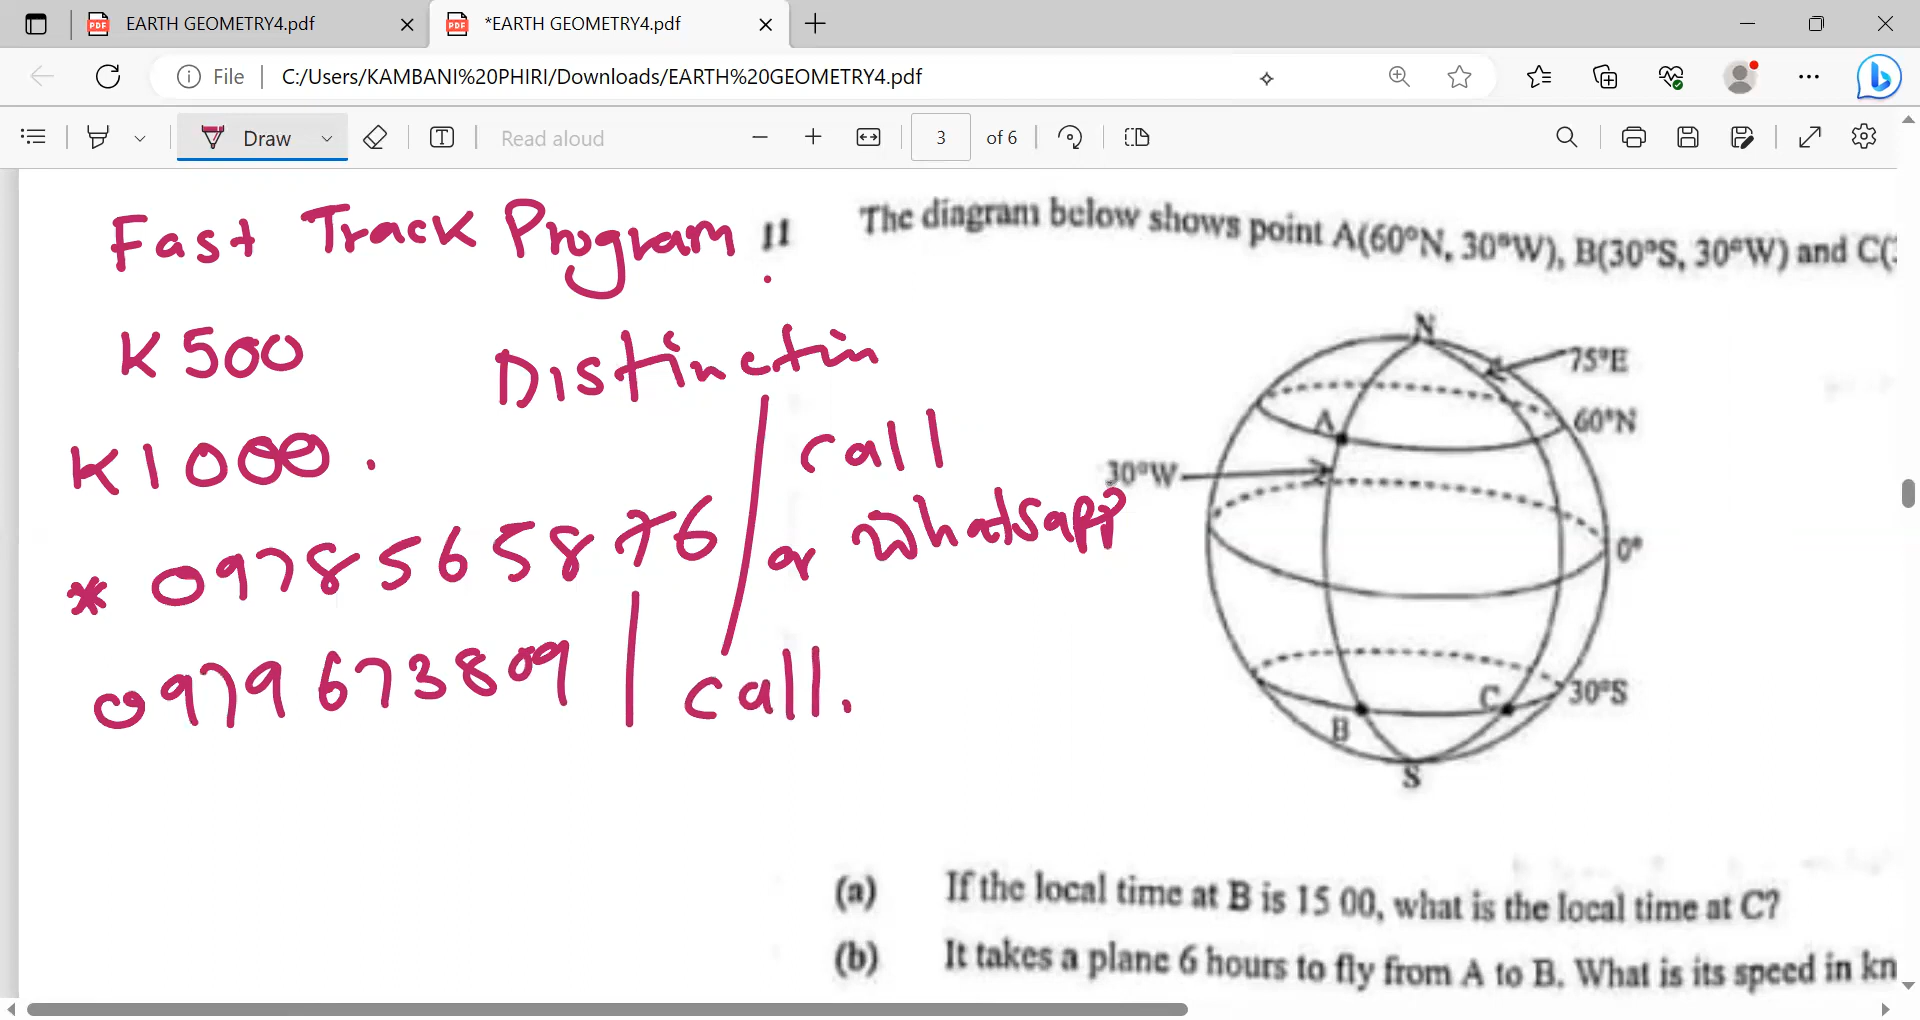 EARTH GEOMETRY4.pdf
*EARTH GEOMETRY4.pdf
File
C:/Users/KAMBANI%20PHIRI/Downloads/EARTH%20GEOMETRY4.pdf
Draw
Read aloud
3 of 6
Fast Track Program.
K500 Distinction
K1000.
call
* 0978565876 or whatsapp
0979673809 call.
11 The diagram below shows point A(60°N, 30°W), B(30°S, 30°W) and C(
N
75°E
60°N
A
30°W
0°
30°S
C
B
S
(a) If the local time at B is 15 00, what is the local time at C?
(b) It takes a plane 6 hours to fly from A to B. What is its speed in kn